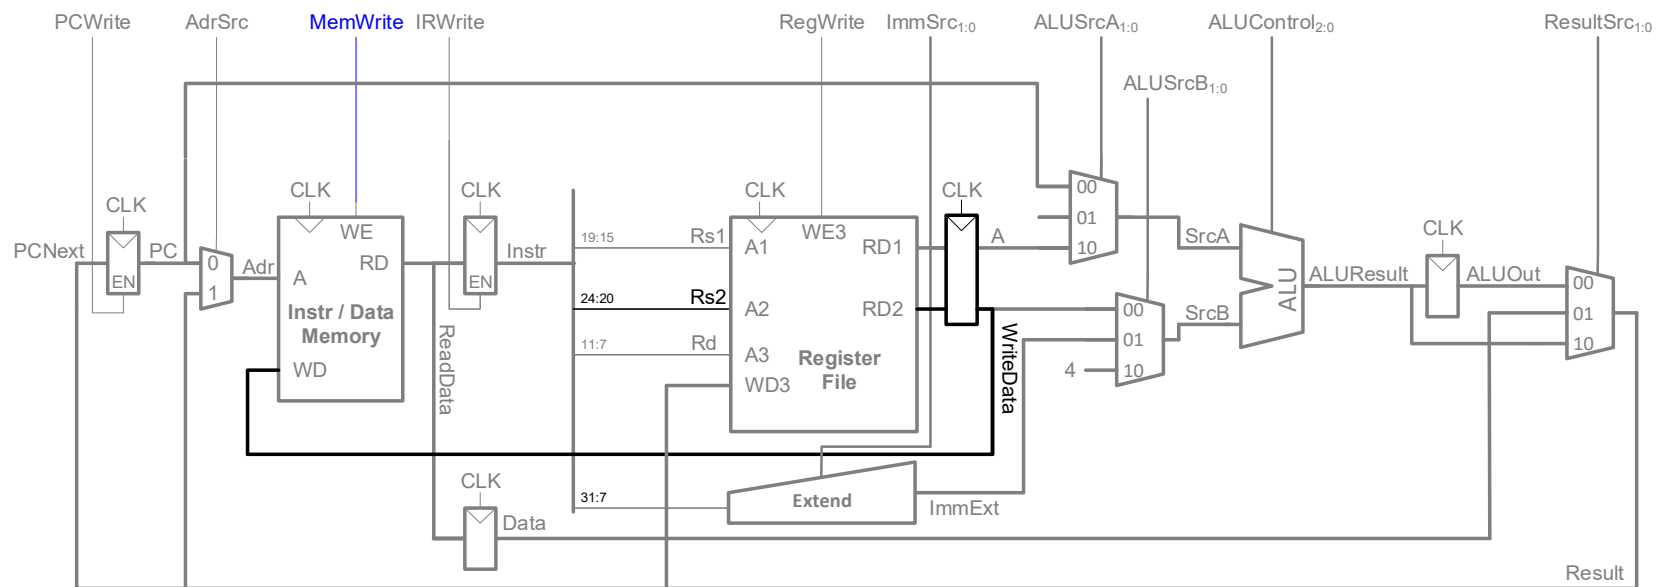 PCWrite
AdrSrc
MemWrite
IRWrite
RegWrite
ImmSrc1:0
ALUSrcA1:0
ALUControl2:0
ResultSrc1:0
ALUSrcB1:0
CLK
CLK
CLK
CLK
CLK
CLK
PCNext
PC
EN
0
1
Adr
WE
A
RD
Instr / Data
Memory
WD
ReadData
EN
Instr
19:15
Rs1
24:20
Rs2
11:7
Rd
31:7
A1
A2
A3
WD3
WE3
RD1
RD2
Register
File
A
WriteData
00
01
10
SrcA
00
01
10
4
SrcB
ALU
ALUResult
ALUOut
00
01
10
CLK
Data
Extend
ImmExt
Result